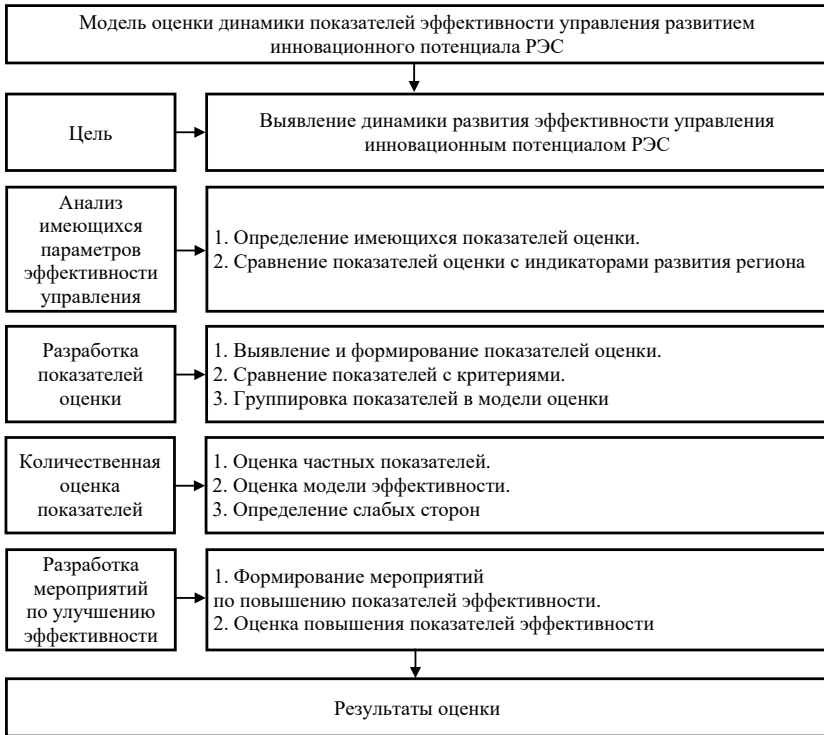 Модель оценки динамики показателей эффективности управления развитием
инновационного потенциала РЭС
Цель
Выявление динамики развития эффективности управления
инновационным потенциалом РЭС
Анализ
имеющихся
параметров
эффективности
управления
1. Определение имеющихся показателей оценки.
2. Сравнение показателей оценки с индикаторами развития региона
Разработка
показателей
оценки
1. Выявление и формирование показателей оценки.
2. Сравнение показателей с критериями.
3. Группировка показателей в модели оценки
Количественная
оценка
показателей
1. Оценка частных показателей.
2. Оценка модели эффективности.
3. Определение слабых сторон
Разработка
мероприятий
по улучшению
эффективности
1. Формирование мероприятий
по повышению показателей эффективности.
2. Оценка повышения показателей эффективности
Результаты оценки